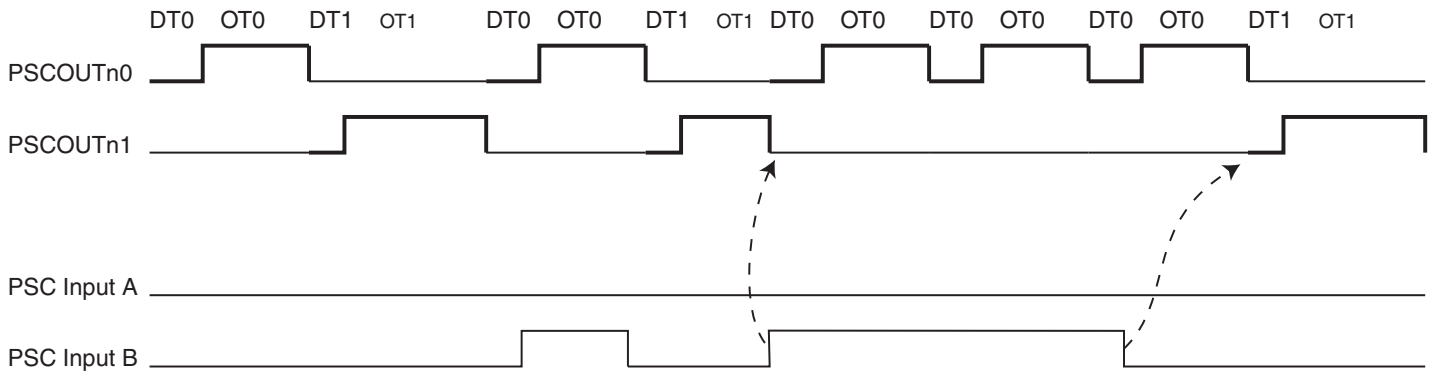 DT0 OT0 DT1 OT1 DT0 OT0 DT1 OT1 DT0 OT0 DT0 OT0 DT0 OT0 DT1 OT1
PSCOUTn0
PSCOUTn1
PSC Input A
PSC Input B